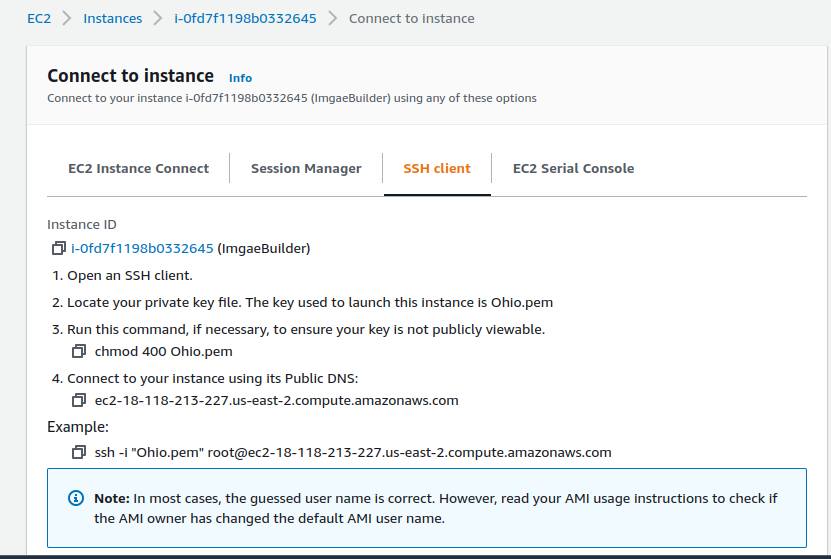 EC2 > Instances > i-0fd7f1198b0332645 > Connect to instance
Connect to instance Info
Connect to your instance i-0fd7f1198b0332645 (ImgaeBuilder) using any of these options
EC2 Instance Connect Session Manager SSH client EC2 Serial Console
Instance ID
i-0fd7f1198b0332645 (ImgaeBuilder)
1. Open an SSH client.
2. Locate your private key file. The key used to launch this instance is Ohio.pem
3. Run this command, if necessary, to ensure your key is not publicly viewable.
chmod 400 Ohio.pem
4. Connect to your instance using its Public DNS:
ec2-18-118-213-227.us-east-2.compute.amazonaws.com
Example:
ssh -i "Ohio.pem" root@ec2-18-118-213-227.us-east-2.compute.amazonaws.com
Note: In most cases, the guessed user name is correct. However, read your AMI usage instructions to check if
the AMI owner has changed the default AMI user name.